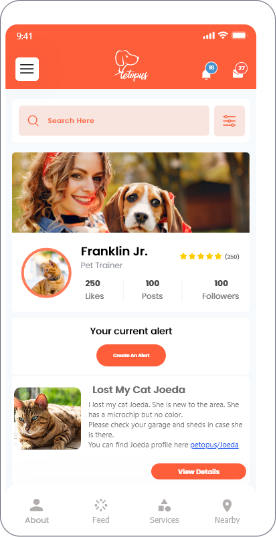 9:41
Petopus
18
27
Search Here
Franklin Jr.
Pet Trainer
(250)
250 100 100
Likes Posts Followers
Your current alert
Create An Alert
Lost My Cat Joeda
I lost my cat Joeda. She is new to the area. She
has a microchip but no color.
Please check your garage and sheds in case she
is there.
You can find Joeda profile here petopus/Joeda
View Details
About Feed Services Nearby